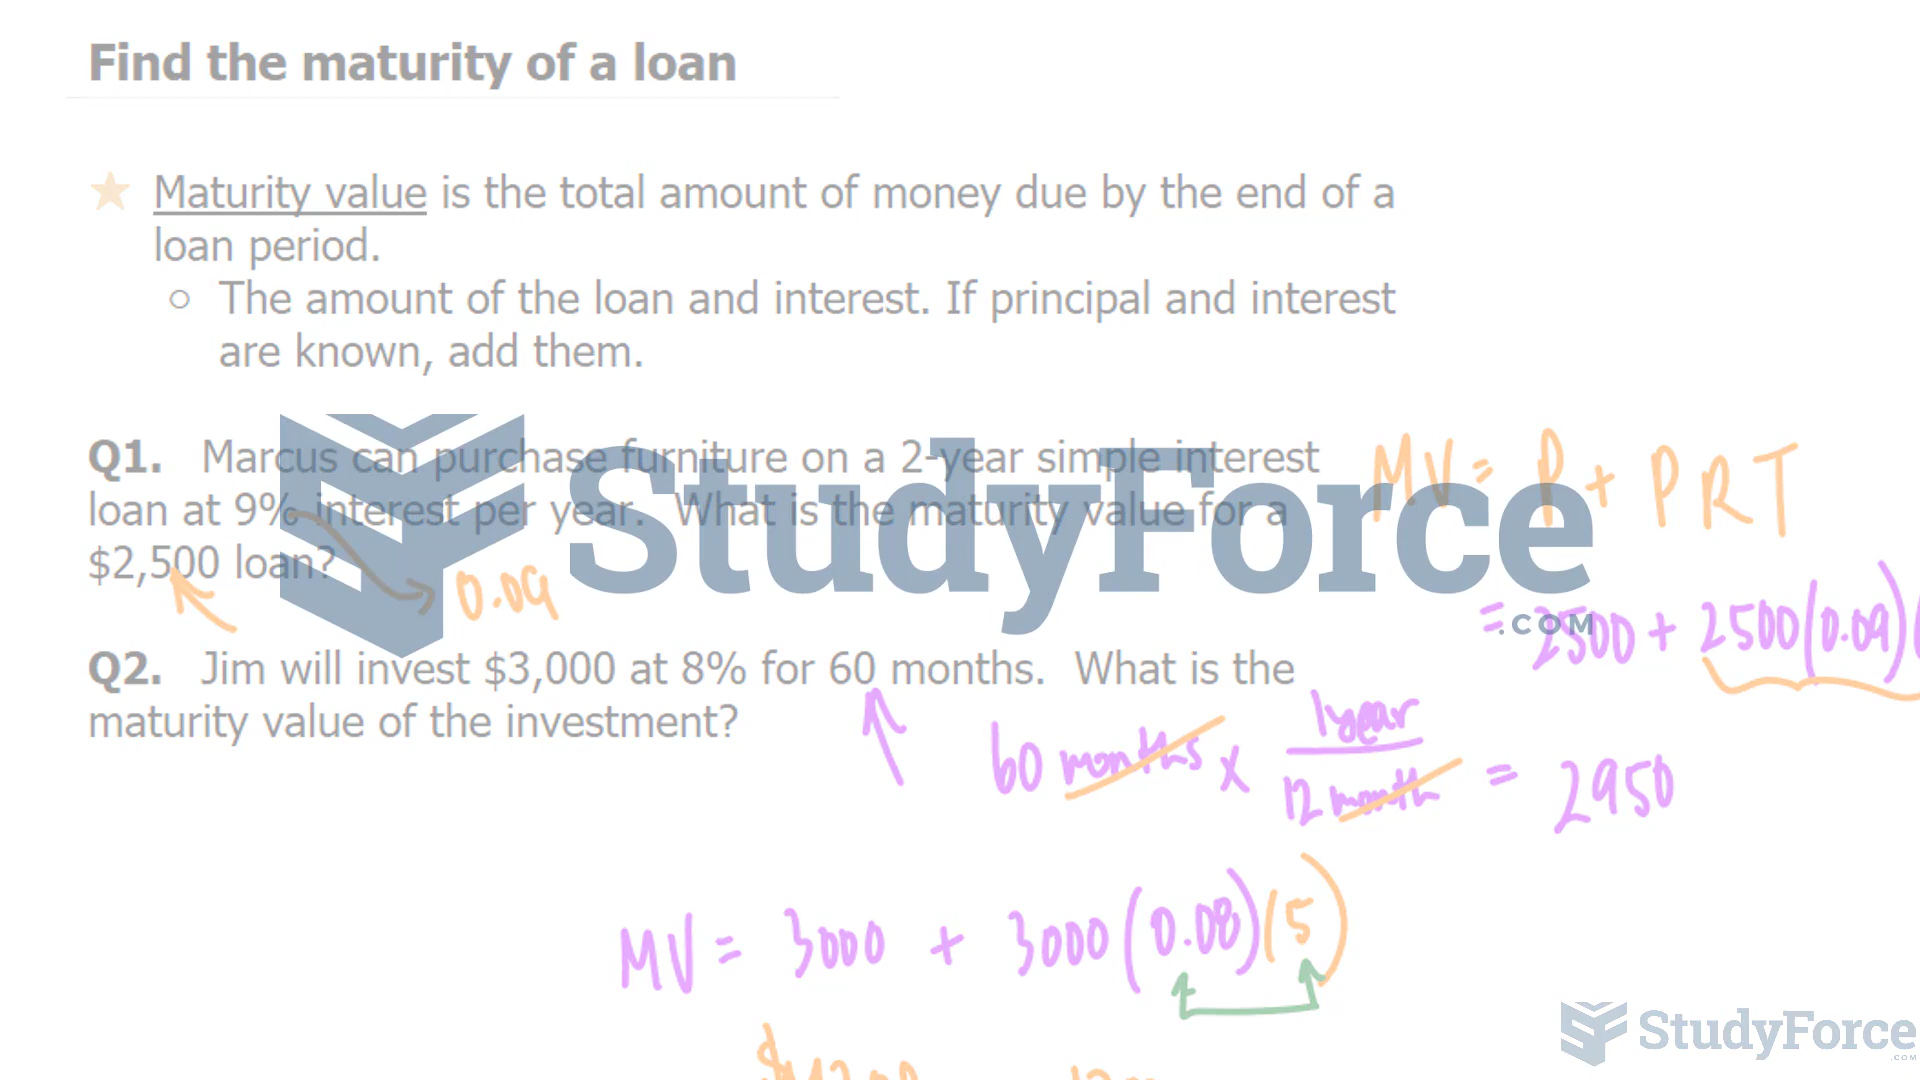 Find the maturity of a loan
★ Maturity value is the total amount of money due by the end of a
loan period.
○ The amount of the loan and interest. If principal and interest
are known, add them.
Q1. Marcus can purchase furniture on a 2-year simple interest
loan at 9% interest per year. What is the maturity value for a
$2,500 loan?
0.09
MV = P + PRT
= 2500 + 2500(0.09)(
StudyForce
.COM
Q2. Jim will invest $3,000 at 8% for 60 months. What is the
maturity value of the investment?
60 months x 1 year
12 month
= 2950
MV = 3000 + 3000(0.08)(5)
StudyForce
.COM